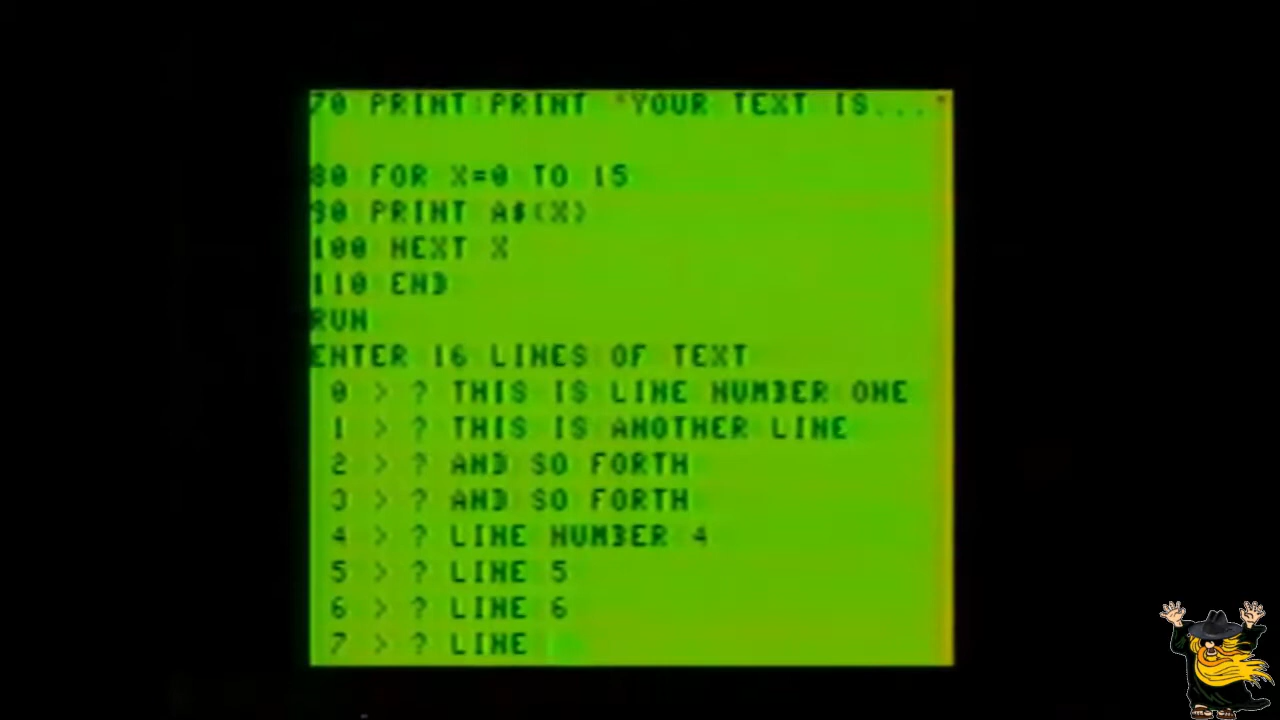 70 PRINT:PRINT "YOUR TEXT IS..."
80 FOR X=0 TO 15
90 PRINT A$(X)
100 NEXT X
110 END
RUN
ENTER 16 LINES OF TEXT
0 > ? THIS IS LINE NUMBER ONE
1 > ? THIS IS ANOTHER LINE
2 > ? AND SO FORTH
3 > ? AND SO FORTH
4 > ? LINE NUMBER 4
5 > ? LINE 5
6 > ? LINE 6
7 > ? LINE